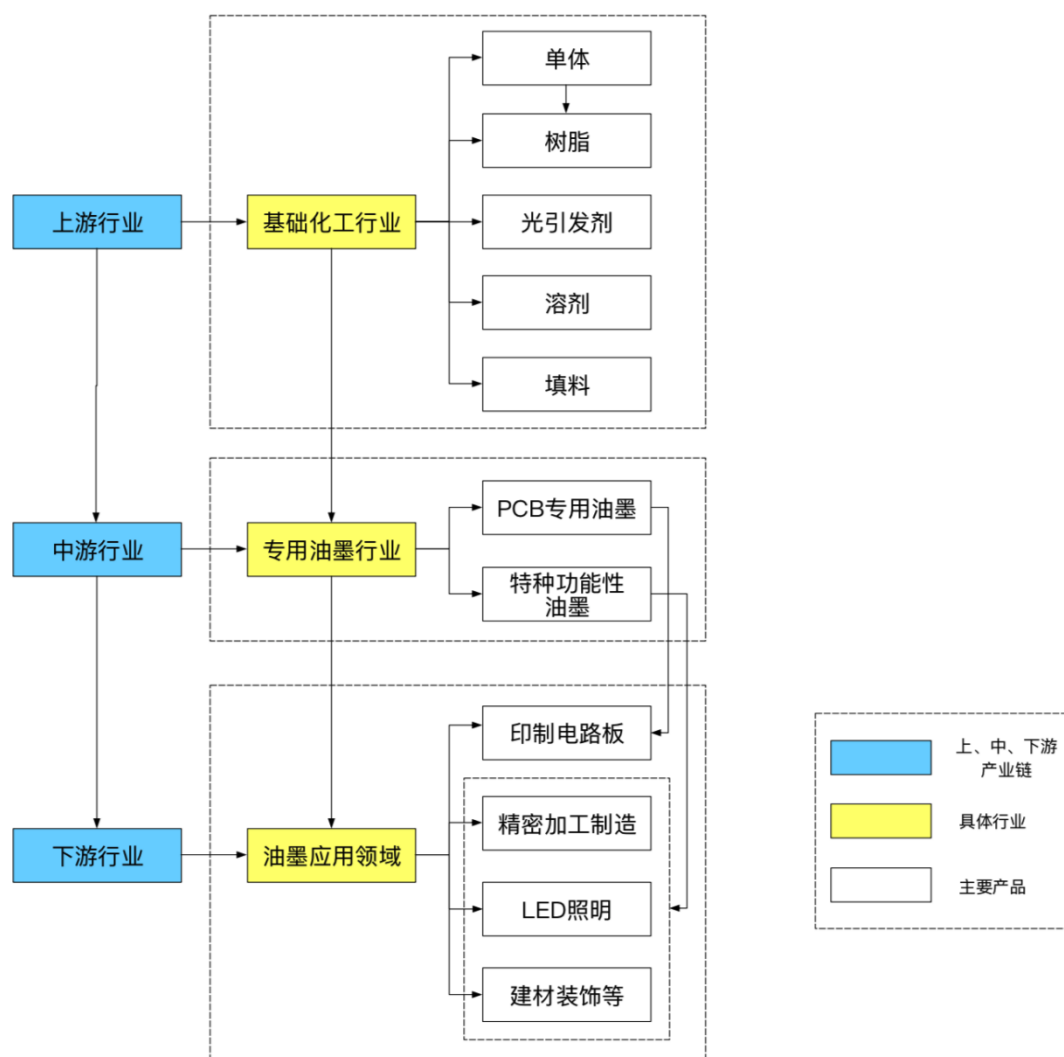 单体
树脂
上游行业
基础化工行业
光引发剂
溶剂
填料
PCB专用油墨
中游行业
专用油墨行业
特种功能性
油墨
印制电路板
精密加工制造
下游行业
油墨应用领域
LED照明
建材装饰等
上、中、下游
产业链
具体行业
主要产品